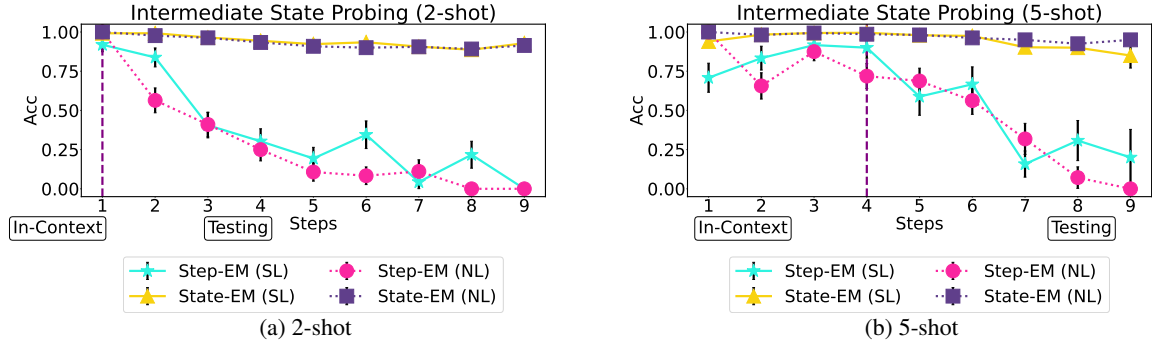 Intermediate State Probing (2-shot)
1.00
0.75
0.50
0.25
0.00
Acc
1 2 3 4 5 6 7 8 9
Steps
In-Context
Testing
Step-EM (SL)
State-EM (SL)
Step-EM (NL)
State-EM (NL)
(a) 2-shot
Intermediate State Probing (5-shot)
1.00
0.75
0.50
0.25
0.00
Acc
1 2 3 4 5 6 7 8 9
Steps
In-Context
Testing
Step-EM (SL)
State-EM (SL)
Step-EM (NL)
State-EM (NL)
(b) 5-shot